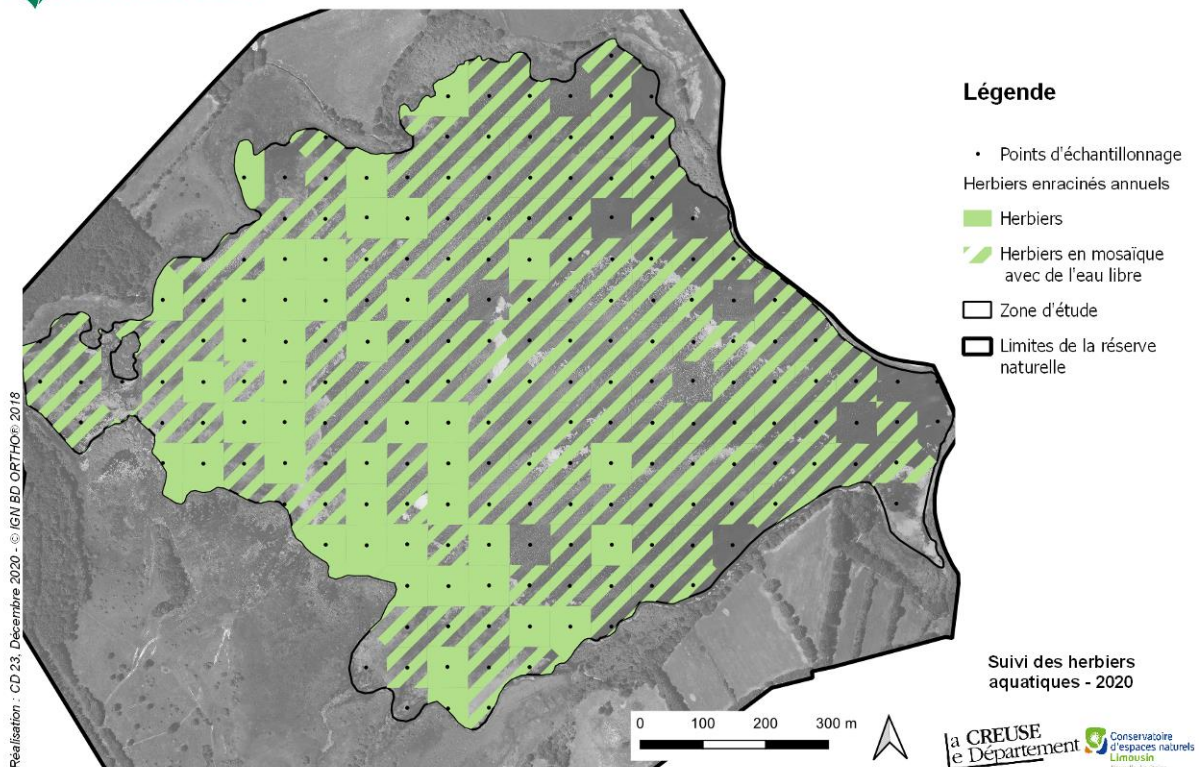 Légende
Points d'échantillonnage
Herbiers enracinés annuels
Herbiers
Herbiers en mosaïque
avec de l'eau libre
Zone d'étude
Limites de la réserve
naturelle
Réalisation : CD 23, Décembre 2020 - © IGN BD ORTHO® 2018
Suivi des herbiers
aquatiques - 2020
0 100 200 300 m
la CREUSE
le Département
Conservatoire
d'espaces naturels
Limousin